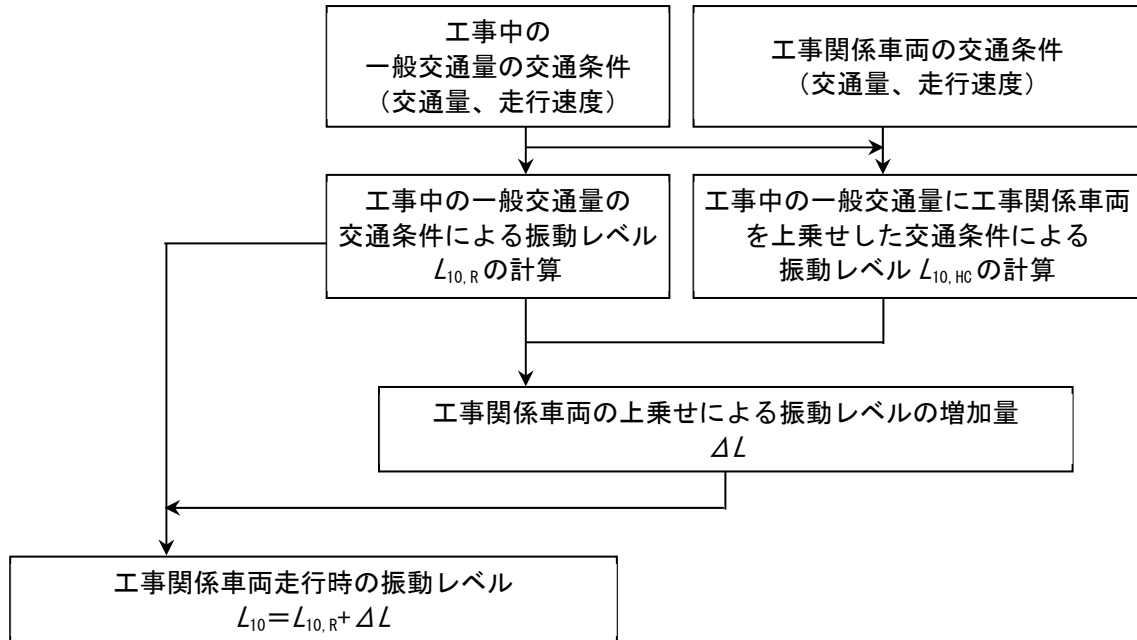 工事中の
一般交通量の交通条件
（交通量、走行速度）
工事関係車両の交通条件
（交通量、走行速度）
工事中の一般交通量の
交通条件による振動レベル
L10, R の計算
工事中の一般交通量に工事関係車両
を上乗せした交通条件による
振動レベル L10, HC の計算
工事関係車両の上乗せによる振動レベルの増加量
ΔL
工事関係車両走行時の振動レベル
L10＝L10, R+ ΔL